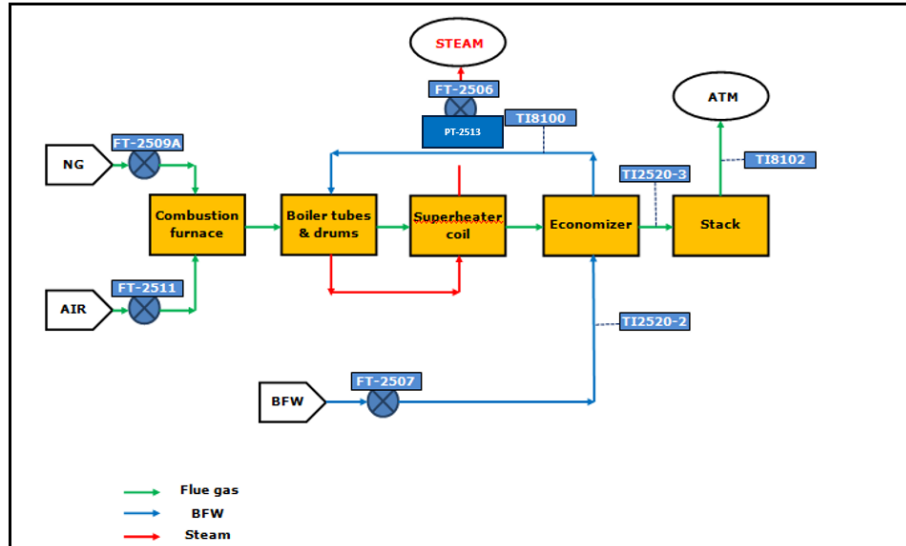 STEAM
FT-2506
PT-2513
TI8100
ATM
FT-2509A
NG
TI8102
TI2520-3
Combustion
furnace
Boiler tubes
& drums
Superheater
coil
Economizer
Stack
FT-2511
AIR
TI2520-2
FT-2507
BFW
Flue gas
BFW
Steam